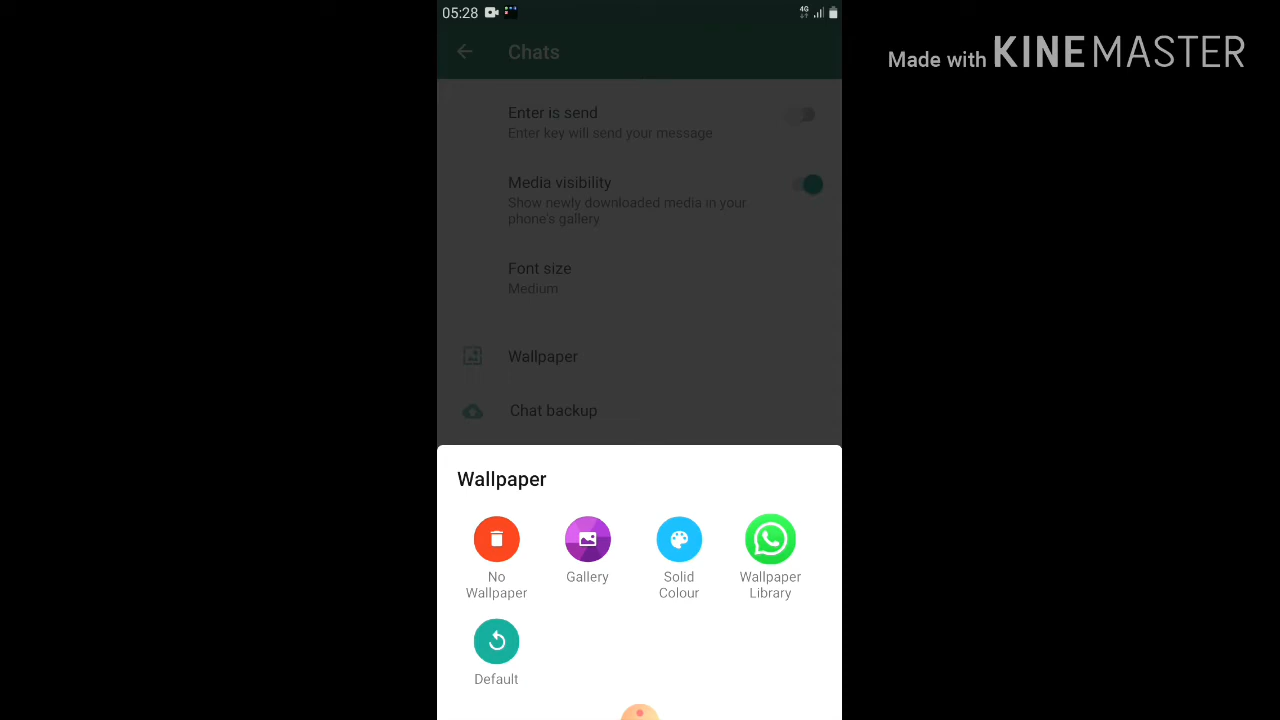 05:28
4G
Made with KINEMASTER
Chats
Enter is send
Enter key will send your message
Media visibility
Show newly downloaded media in your
phone's gallery
Font size
Medium
Wallpaper
Chat backup
Wallpaper
No
Wallpaper
Gallery
Solid
Colour
Wallpaper
Library
Default